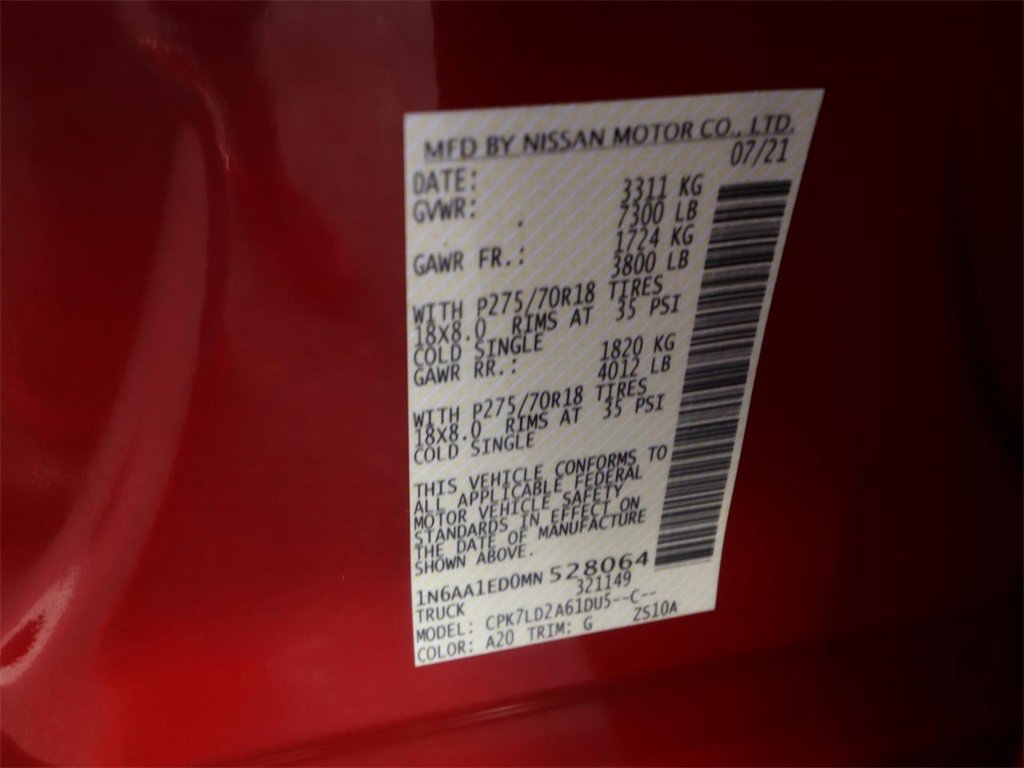 MFD BY NISSAN MOTOR CO., LTD.
DATE: 07/21
GVWR: 3311 KG
7300 LB
GAWR FR.: 1724 KG
3800 LB
WITH P275/70R18 TIRES
18X8.0 RIMS AT 35 PSI
COLD SINGLE
GAWR RR.: 1820 KG
4012 LB
WITH P275/70R18 TIRES
18X8.0 RIMS AT 35 PSI
COLD SINGLE
THIS VEHICLE CONFORMS TO
ALL APPLICABLE FEDERAL
MOTOR VEHICLE SAFETY
STANDARDS IN EFFECT ON
THE DATE OF MANUFACTURE
SHOWN ABOVE.
1N6AA1ED0MN 528064
TRUCK 321149
MODEL: CPK7LD2A61DU5--C--
COLOR: A20 TRIM: G ZS10A